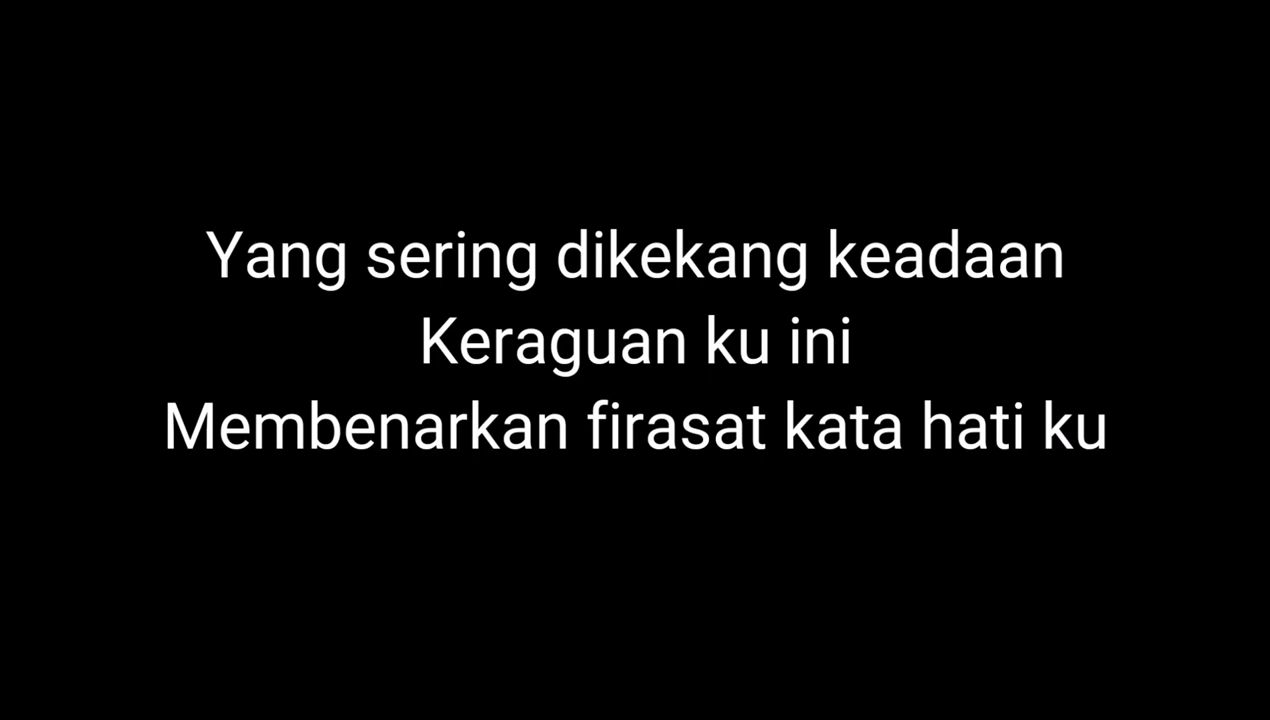 Yang sering dikekang keadaan
Keraguan ku ini
Membenarkan firasat kata hati ku